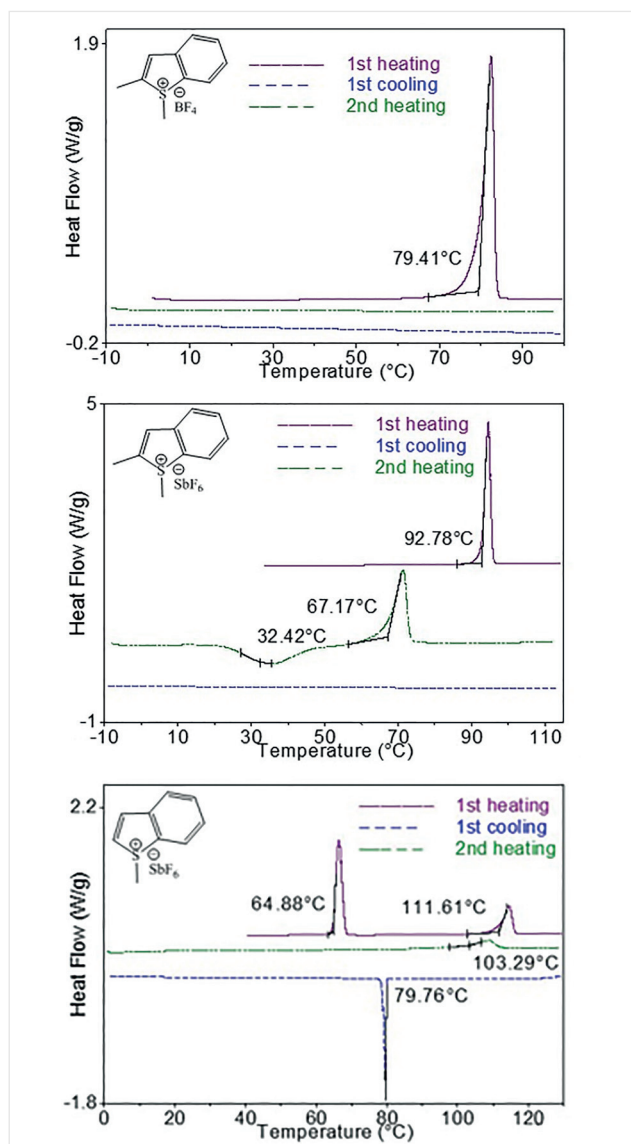 1.9
1st heating
1st cooling
2nd heating
S
+
−
BF4
Heat Flow (W/g)
79.41°C
-0.2
-10 10 30 50 70 90
Temperature (°C)
5
1st heating
1st cooling
2nd heating
S
+
−
SbF6
Heat Flow (W/g)
92.78°C
67.17°C
32.42°C
-1
-10 10 30 50 70 90 110
Temperature (°C)
2.2
1st heating
1st cooling
2nd heating
S
+
−
SbF6
Heat Flow (W/g)
64.88°C
111.61°C
103.29°C
79.76°C
-1.8
0 20 40 60 80 100 120
Temperature (°C)